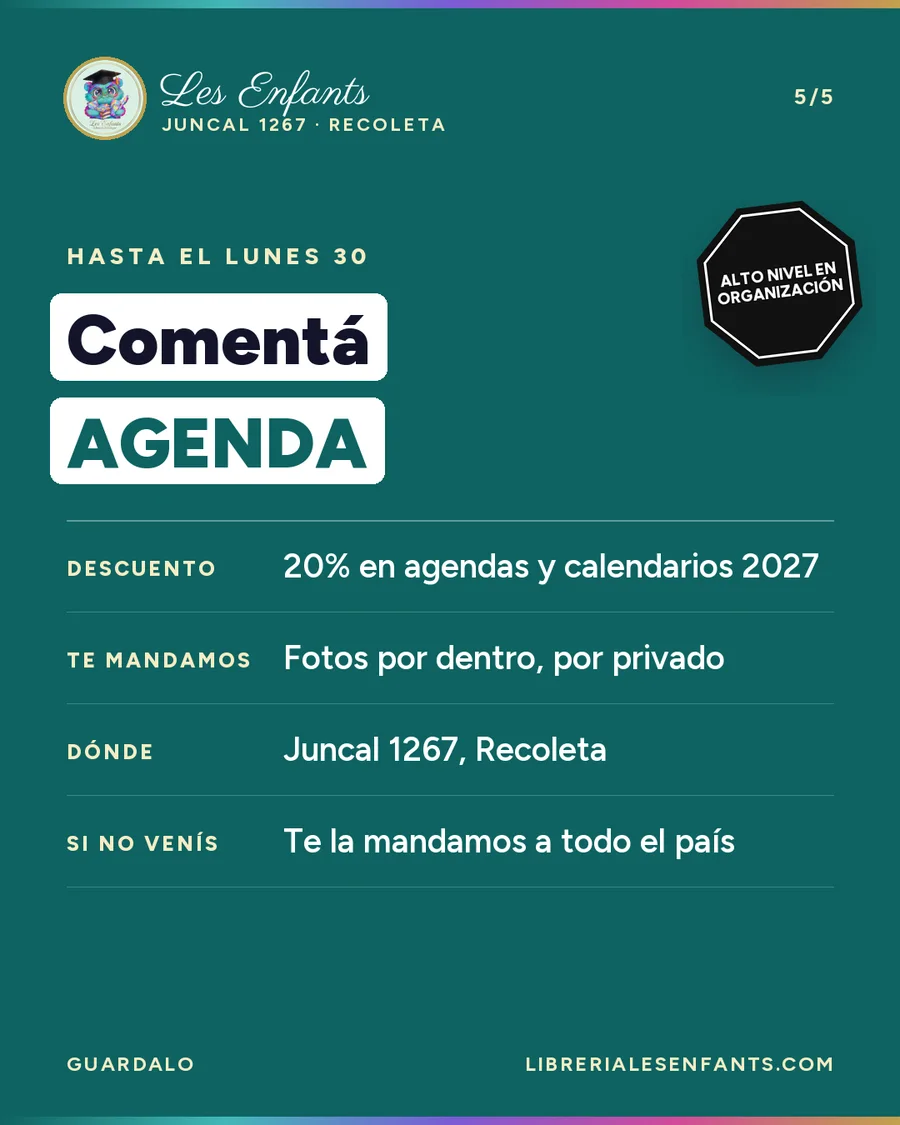 Les Enfants
JUNCAL 1267 · RECOLETA
5/5
HASTA EL LUNES 30
ALTO NIVEL EN
ORGANIZACIÓN
Comentá
AGENDA
DESCUENTO 20% en agendas y calendarios 2027
TE MANDAMOS Fotos por dentro, por privado
DÓNDE Juncal 1267, Recoleta
SI NO VENÍS Te la mandamos a todo el país
GUARDALO LIBRERIALESENFANTS.COM